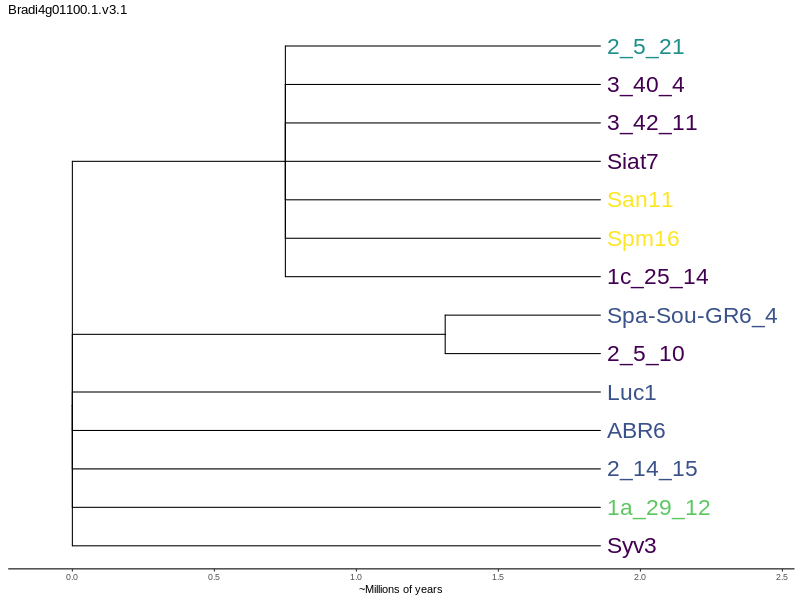 Bradi4g01100.1.v3.1
2_5_21
3_40_4
3_42_11
Siat7
San11
Spm16
1c_25_14
Spa-Sou-GR6_4
2_5_10
Luc1
ABR6
2_14_15
1a_29_12
Syv3
0.0 0.5 1.0 1.5 2.0 2.5
~Millions of years